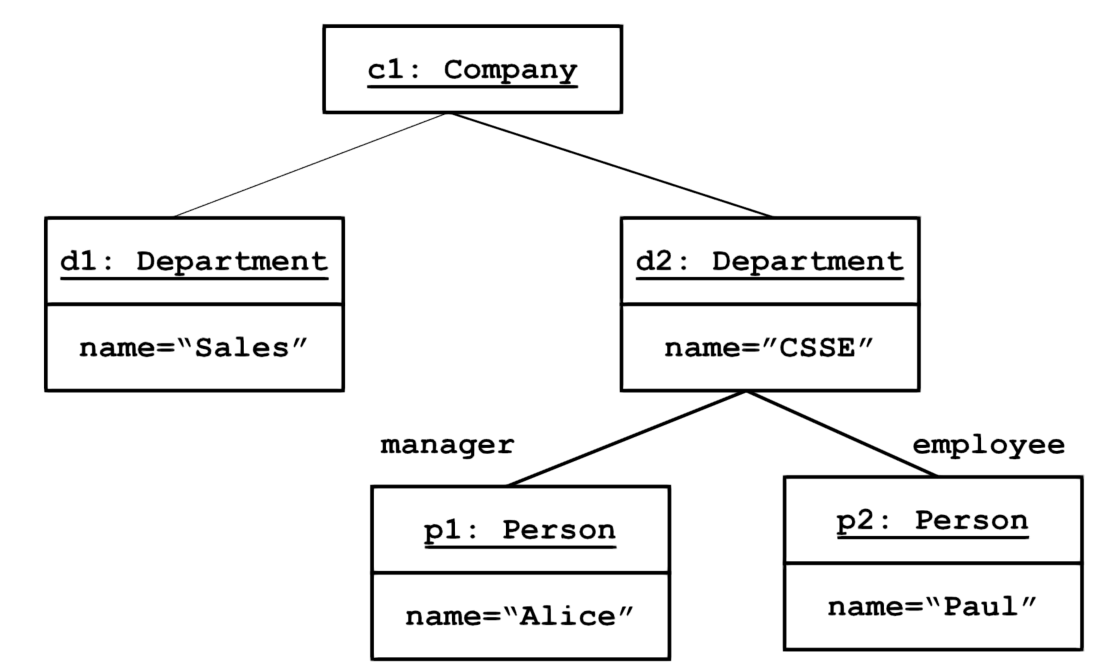 c1: Company
d1: Department
d2: Department
name=“Sales”
name=”CSSE”
manager
employee
p1: Person
p2: Person
name=“Alice”
name=“Paul”